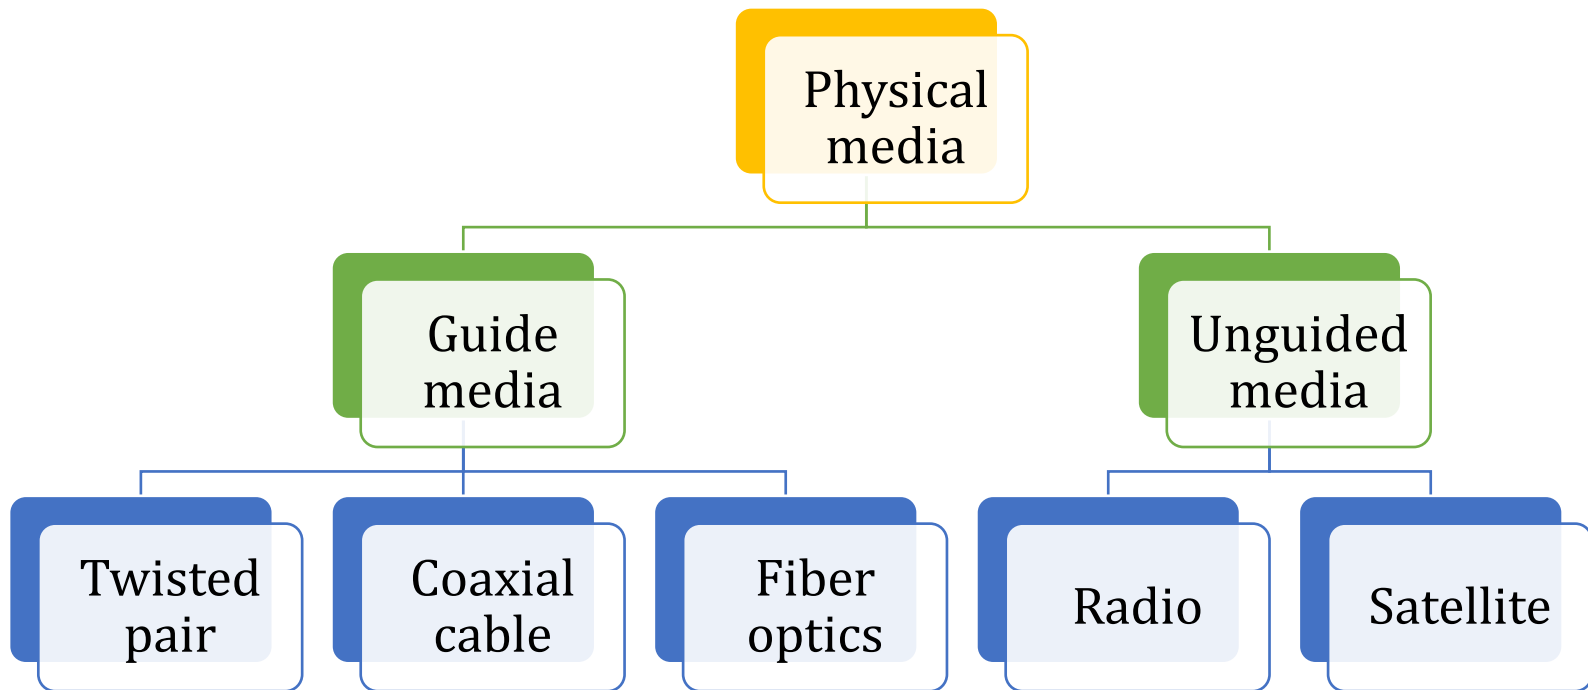 Physical
media
Guide
media
Unguided
media
Twisted
pair
Coaxial
cable
Fiber
optics
Radio
Satellite